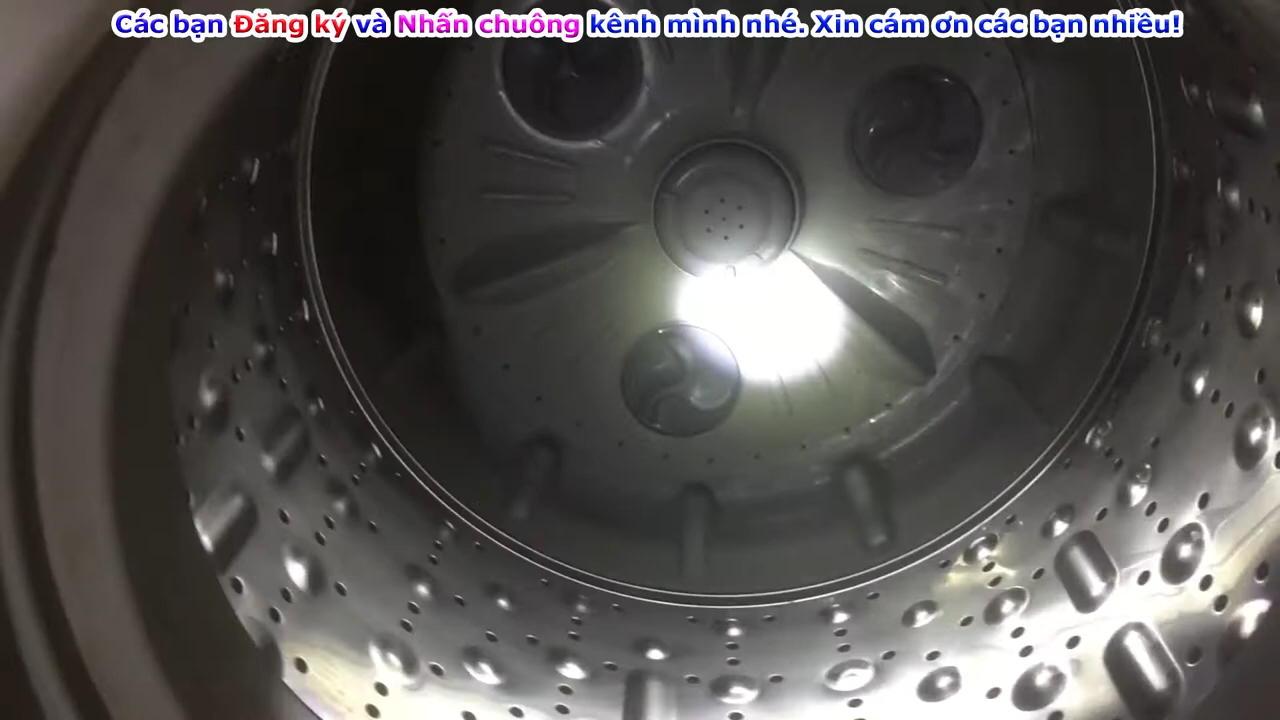 Các bạn Đăng ký và Nhấn chuông kênh mình nhé. Xin cám ơn các bạn nhiều!